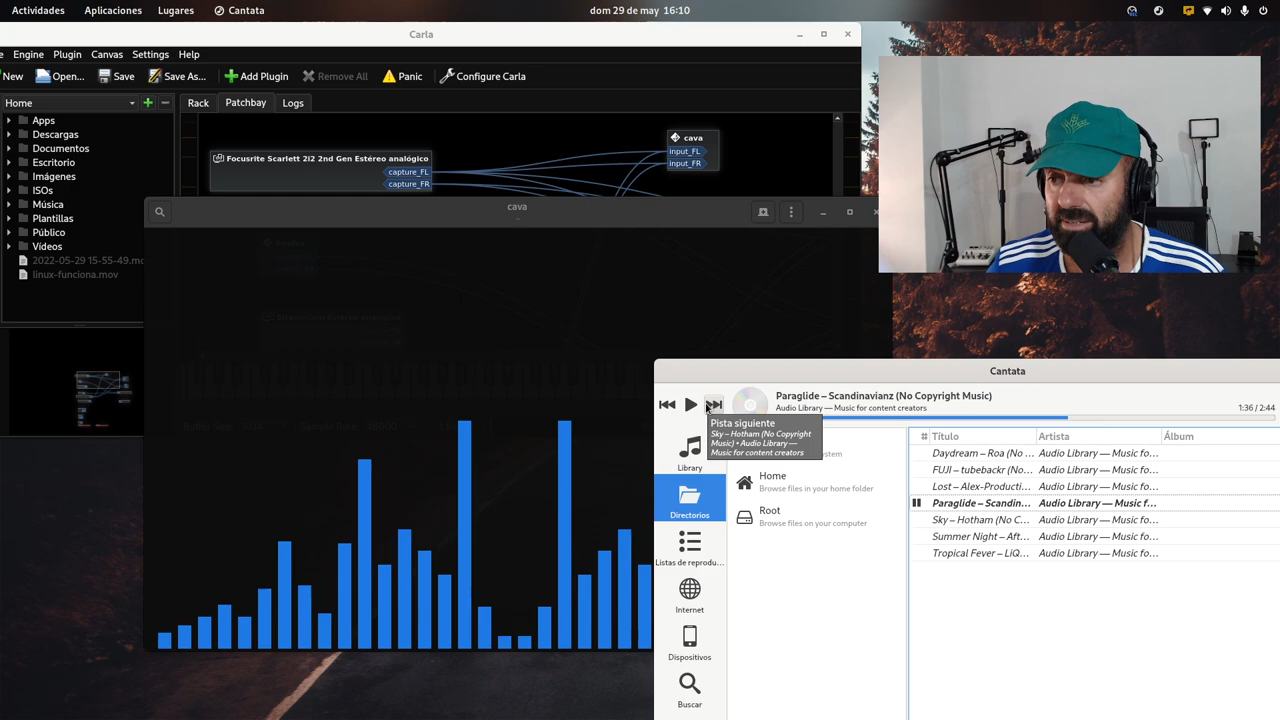 Actividades Aplicaciones Lugares Cantata dom 29 de may 16:10
Carla
Engine Plugin Canvas Settings Help
New Open... Save Save As... Add Plugin Remove All Panic Configure Carla
Home
Rack Patchbay Logs
Apps
Descargas
Documentos
Escritorio
Imágenes
ISOs
Música
Plantillas
Público
Vídeos
2022-05-29 15-55-49.mo
linux-funciona.mov
cava
input_FL
input_FR
Focusrite Scarlett 2i2 2nd Gen Estéreo analógico
capture_FL
capture_FR
cava
Cantata
Paraglide – Scandinavianz (No Copyright Music)
Audio Library — Music for content creators
1:36 / 2:44
Pista siguiente
Sky – Hotham (No Copyright
Music) • Audio Library —
Music for content creators
Library
Directorios
Listas de reprodu...
Internet
Dispositivos
Buscar
Home
Browse files in your home folder
Root
Browse files on your computer
# Título Artista Álbum
Daydream – Roa (No ... Audio Library — Music fo...
FUJI – tubebackr (No... Audio Library — Music fo...
Lost – Alex-Producti... Audio Library — Music fo...
Paraglide – Scandin... Audio Library — Music f...
Sky – Hotham (No C... Audio Library — Music fo...
Summer Night – Aft... Audio Library — Music fo...
Tropical Fever – LiQ... Audio Library — Music fo...